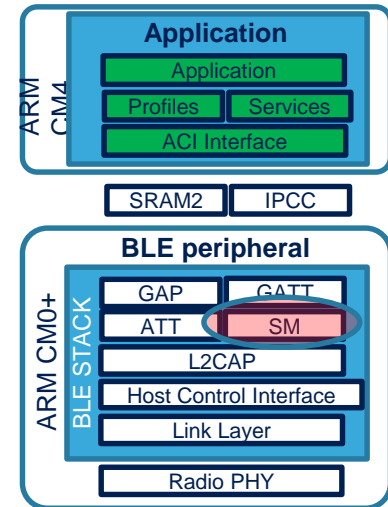 Application
ARM CM4
Application
Profiles Services
ACI Interface
SRAM2 IPCC
BLE peripheral
ARM CM0+
BLE STACK
GAP GATT
ATT SM
L2CAP
Host Control Interface
Link Layer
Radio PHY